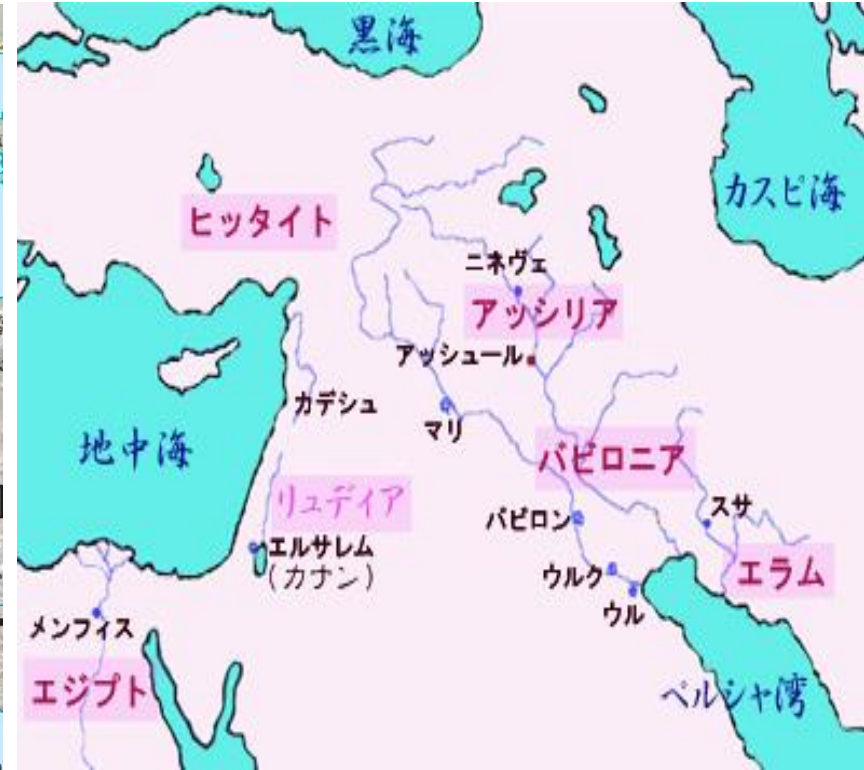 黒海
カスピ海
ヒッタイト
ニネヴェ
アッシリア
アッシュール
カデシュ
マリ
地中海
バビロニア
リュディア
スサ
バビロン
エルサレム
(カナン)
ウルク
エラム
ウル
メンフィス
エジプト
ペルシャ湾